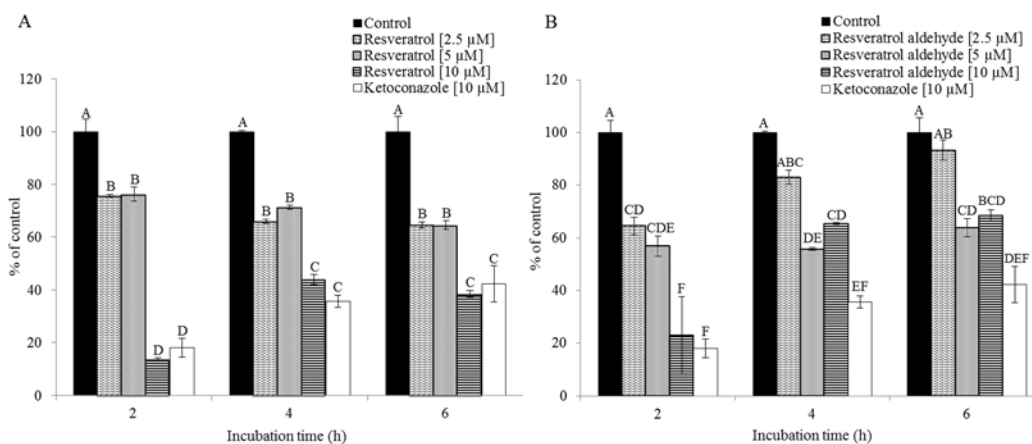 A
Control
Resveratrol [2.5 µM]
Resveratrol [5 µM]
Resveratrol [10 µM]
Ketoconazole [10 µM]
120
100
80
60
40
20
0
% of control
A
B
B
D
D
A
B
B
C
C
A
B
B
C
C
2
4
6
Incubation time (h)
B
Control
Resveratrol aldehyde [2.5 µM]
Resveratrol aldehyde [5 µM]
Resveratrol aldehyde [10 µM]
Ketoconazole [10 µM]
120
100
80
60
40
20
0
% of control
A
CD
CDE
F
F
A
ABC
DE
CD
EF
A
AB
CD
BCD
DEF
2
4
6
Incubation time (h)